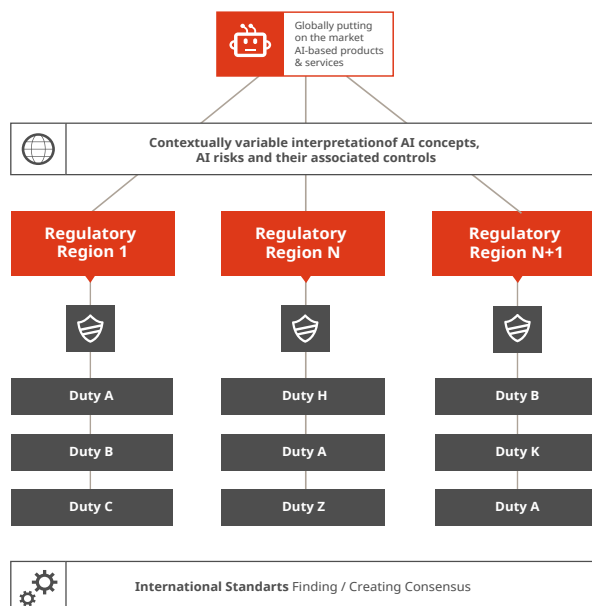 Globally putting
on the market
AI-based products
& services
Contextually variable interpretationof AI concepts,
AI risks and their associated controls
Regulatory
Region 1
Regulatory
Region N
Regulatory
Region N+1
Duty A
Duty H
Duty B
Duty B
Duty A
Duty K
Duty C
Duty Z
Duty A
International Standarts Finding / Creating Consensus